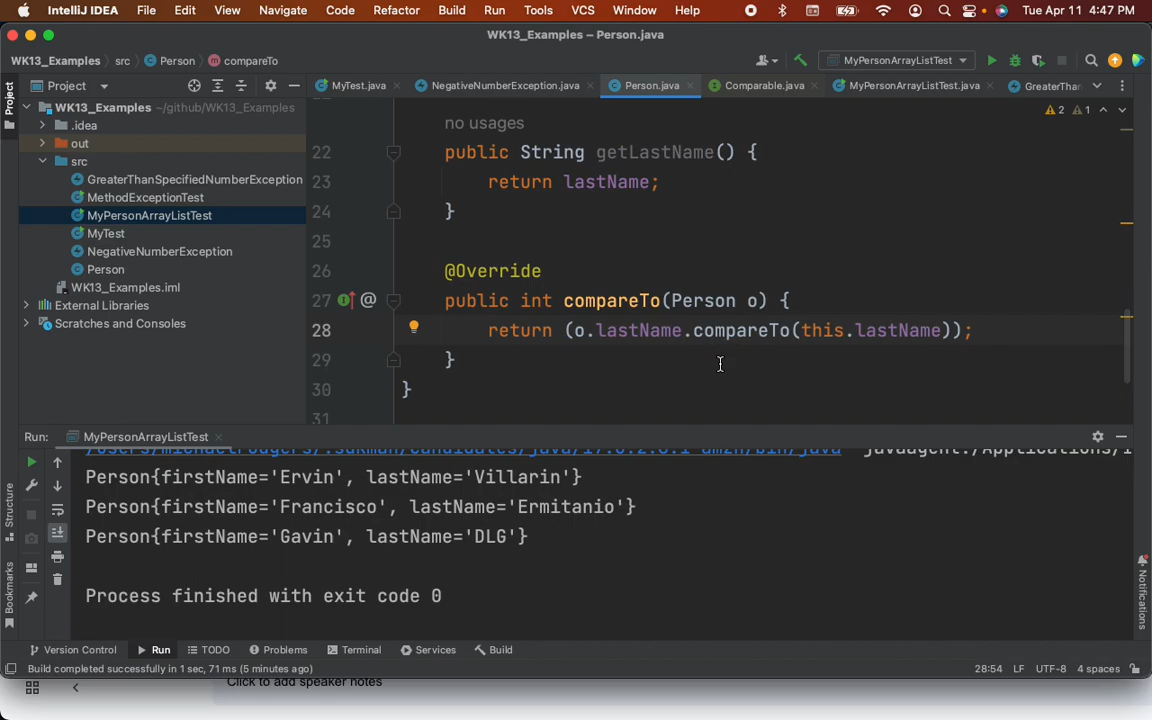 IntelliJ IDEA File Edit View Navigate Code Refactor Build Run Tools VCS Window Help Tue Apr 11 4:47 PM
WK13_Examples – Person.java
WK13_Examples src Person compareTo MyPersonArrayListTest
Project MyTest.java NegativeNumberException.java Person.java Comparable.java MyPersonArrayListTest.java GreaterThan
Project
WK13_Examples ~/github/WK13_Examples
.idea
out
src
GreaterThanSpecifiedNumberException
MethodExceptionTest
MyPersonArrayListTest
MyTest
NegativeNumberException
Person
WK13_Examples.iml
External Libraries
Scratches and Consoles
2 1
no usages
22 public String getLastName() {
23 return lastName;
24 }
25
26 @Override
27 @ public int compareTo(Person o) {
28 return (o.lastName.compareTo(this.lastName));
29 }
30 }
31
Run: MyPersonArrayListTest
Person{firstName='Ervin', lastName='Villarin'}
Person{firstName='Francisco', lastName='Ermitanio'}
Person{firstName='Gavin', lastName='DLG'}
Process finished with exit code 0
Structure
Bookmarks
Notifications
Version Control Run TODO Problems Terminal Services Build
Build completed successfully in 1 sec, 71 ms (5 minutes ago) 28:54 LF UTF-8 4 spaces
Click to add speaker notes